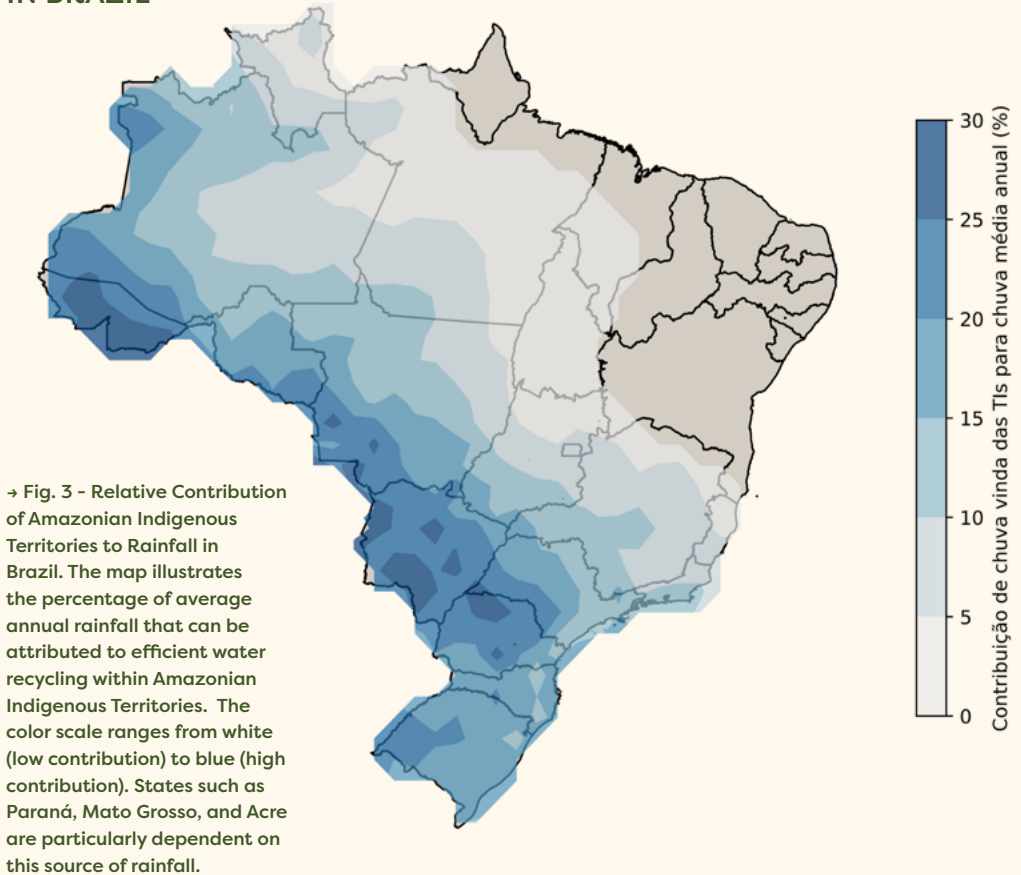 IN BRAZIL
→ Fig. 3 - Relative Contribution
of Amazonian Indigenous
Territories to Rainfall in
Brazil. The map illustrates
the percentage of average
annual rainfall that can be
attributed to efficient water
recycling within Amazonian
Indigenous Territories. The
color scale ranges from white
(low contribution) to blue (high
contribution). States such as
Paraná, Mato Grosso, and Acre
are particularly dependent on
this source of rainfall.
30
25
20
15
10
5
0
Contribuição de chuva vinda das TIs para chuva média anual (%)